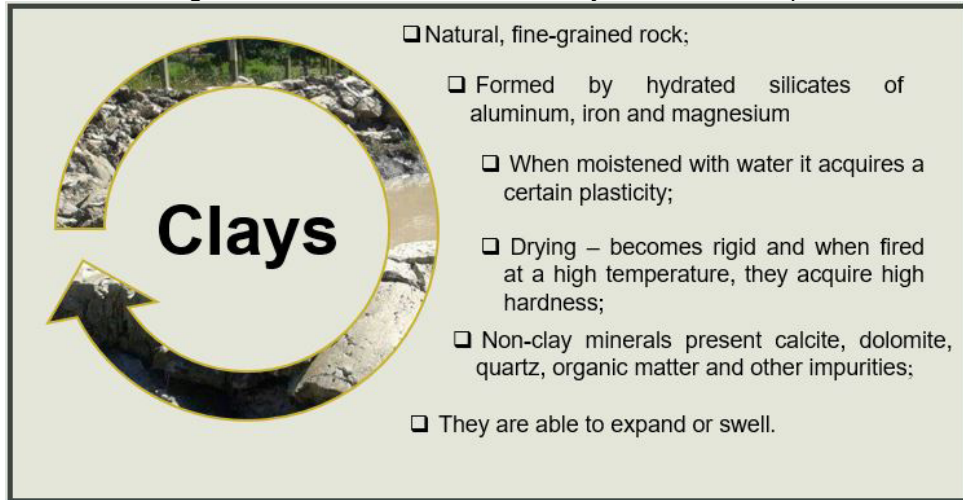 Clays
❑Natural, fine-grained rock;
❑ Formed by hydrated silicates of
aluminum, iron and magnesium
❑ When moistened with water it acquires a
certain plasticity;
❑ Drying – becomes rigid and when fired
at a high temperature, they acquire high
hardness;
❑ Non-clay minerals present calcite, dolomite,
quartz, organic matter and other impurities;
❑ They are able to expand or swell.